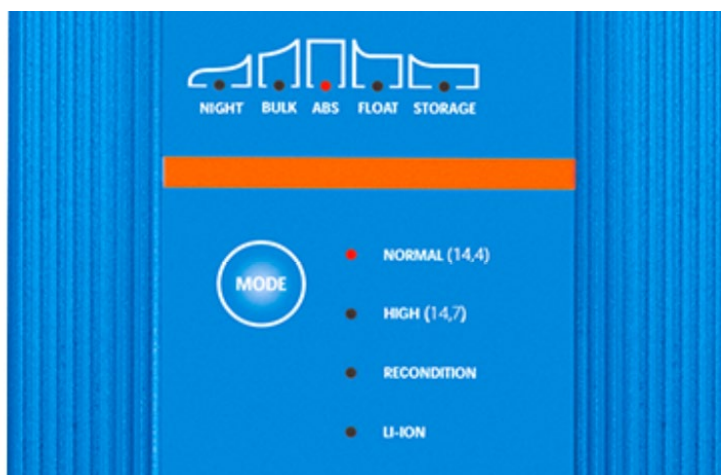 NIGHT BULK ABS FLOAT STORAGE
MODE
NORMAL (14,4)
HIGH (14,7)
RECONDITION
LI-ION